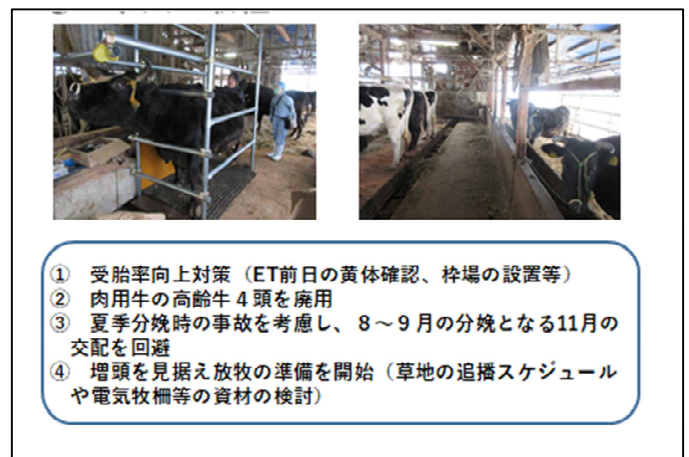 ① 受胎率向上対策（ET前日の黄体確認、枠場の設置等）
② 肉用牛の高齢牛４頭を廃用
③ 夏季分娩時の事故を考慮し、８～９月の分娩となる11月の
交配を回避
④ 増頭を見据え放牧の準備を開始（草地の追播スケジュール
や電気牧柵等の資材の検討）